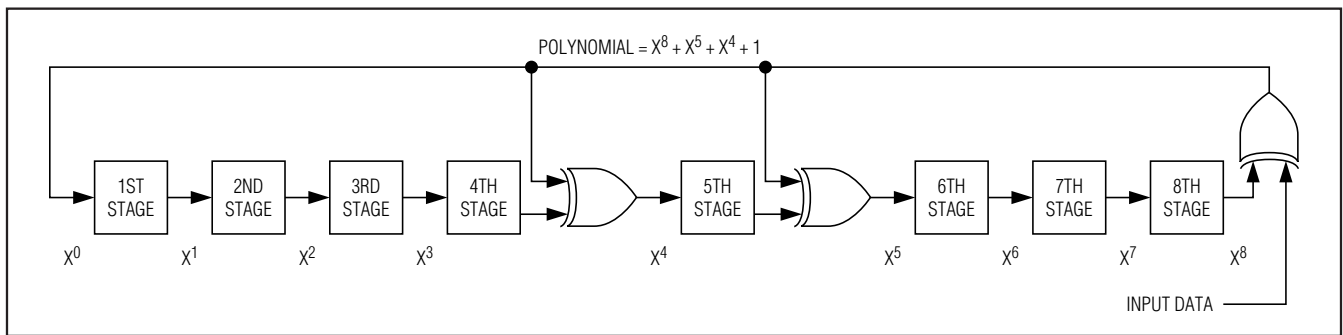 POLYNOMIAL = X⁸ + X⁵ + X⁴ + 1
1ST
STAGE
2ND
STAGE
3RD
STAGE
4TH
STAGE
5TH
STAGE
6TH
STAGE
7TH
STAGE
8TH
STAGE
X⁰
X¹
X²
X³
X⁴
X⁵
X⁶
X⁷
X⁸
INPUT DATA